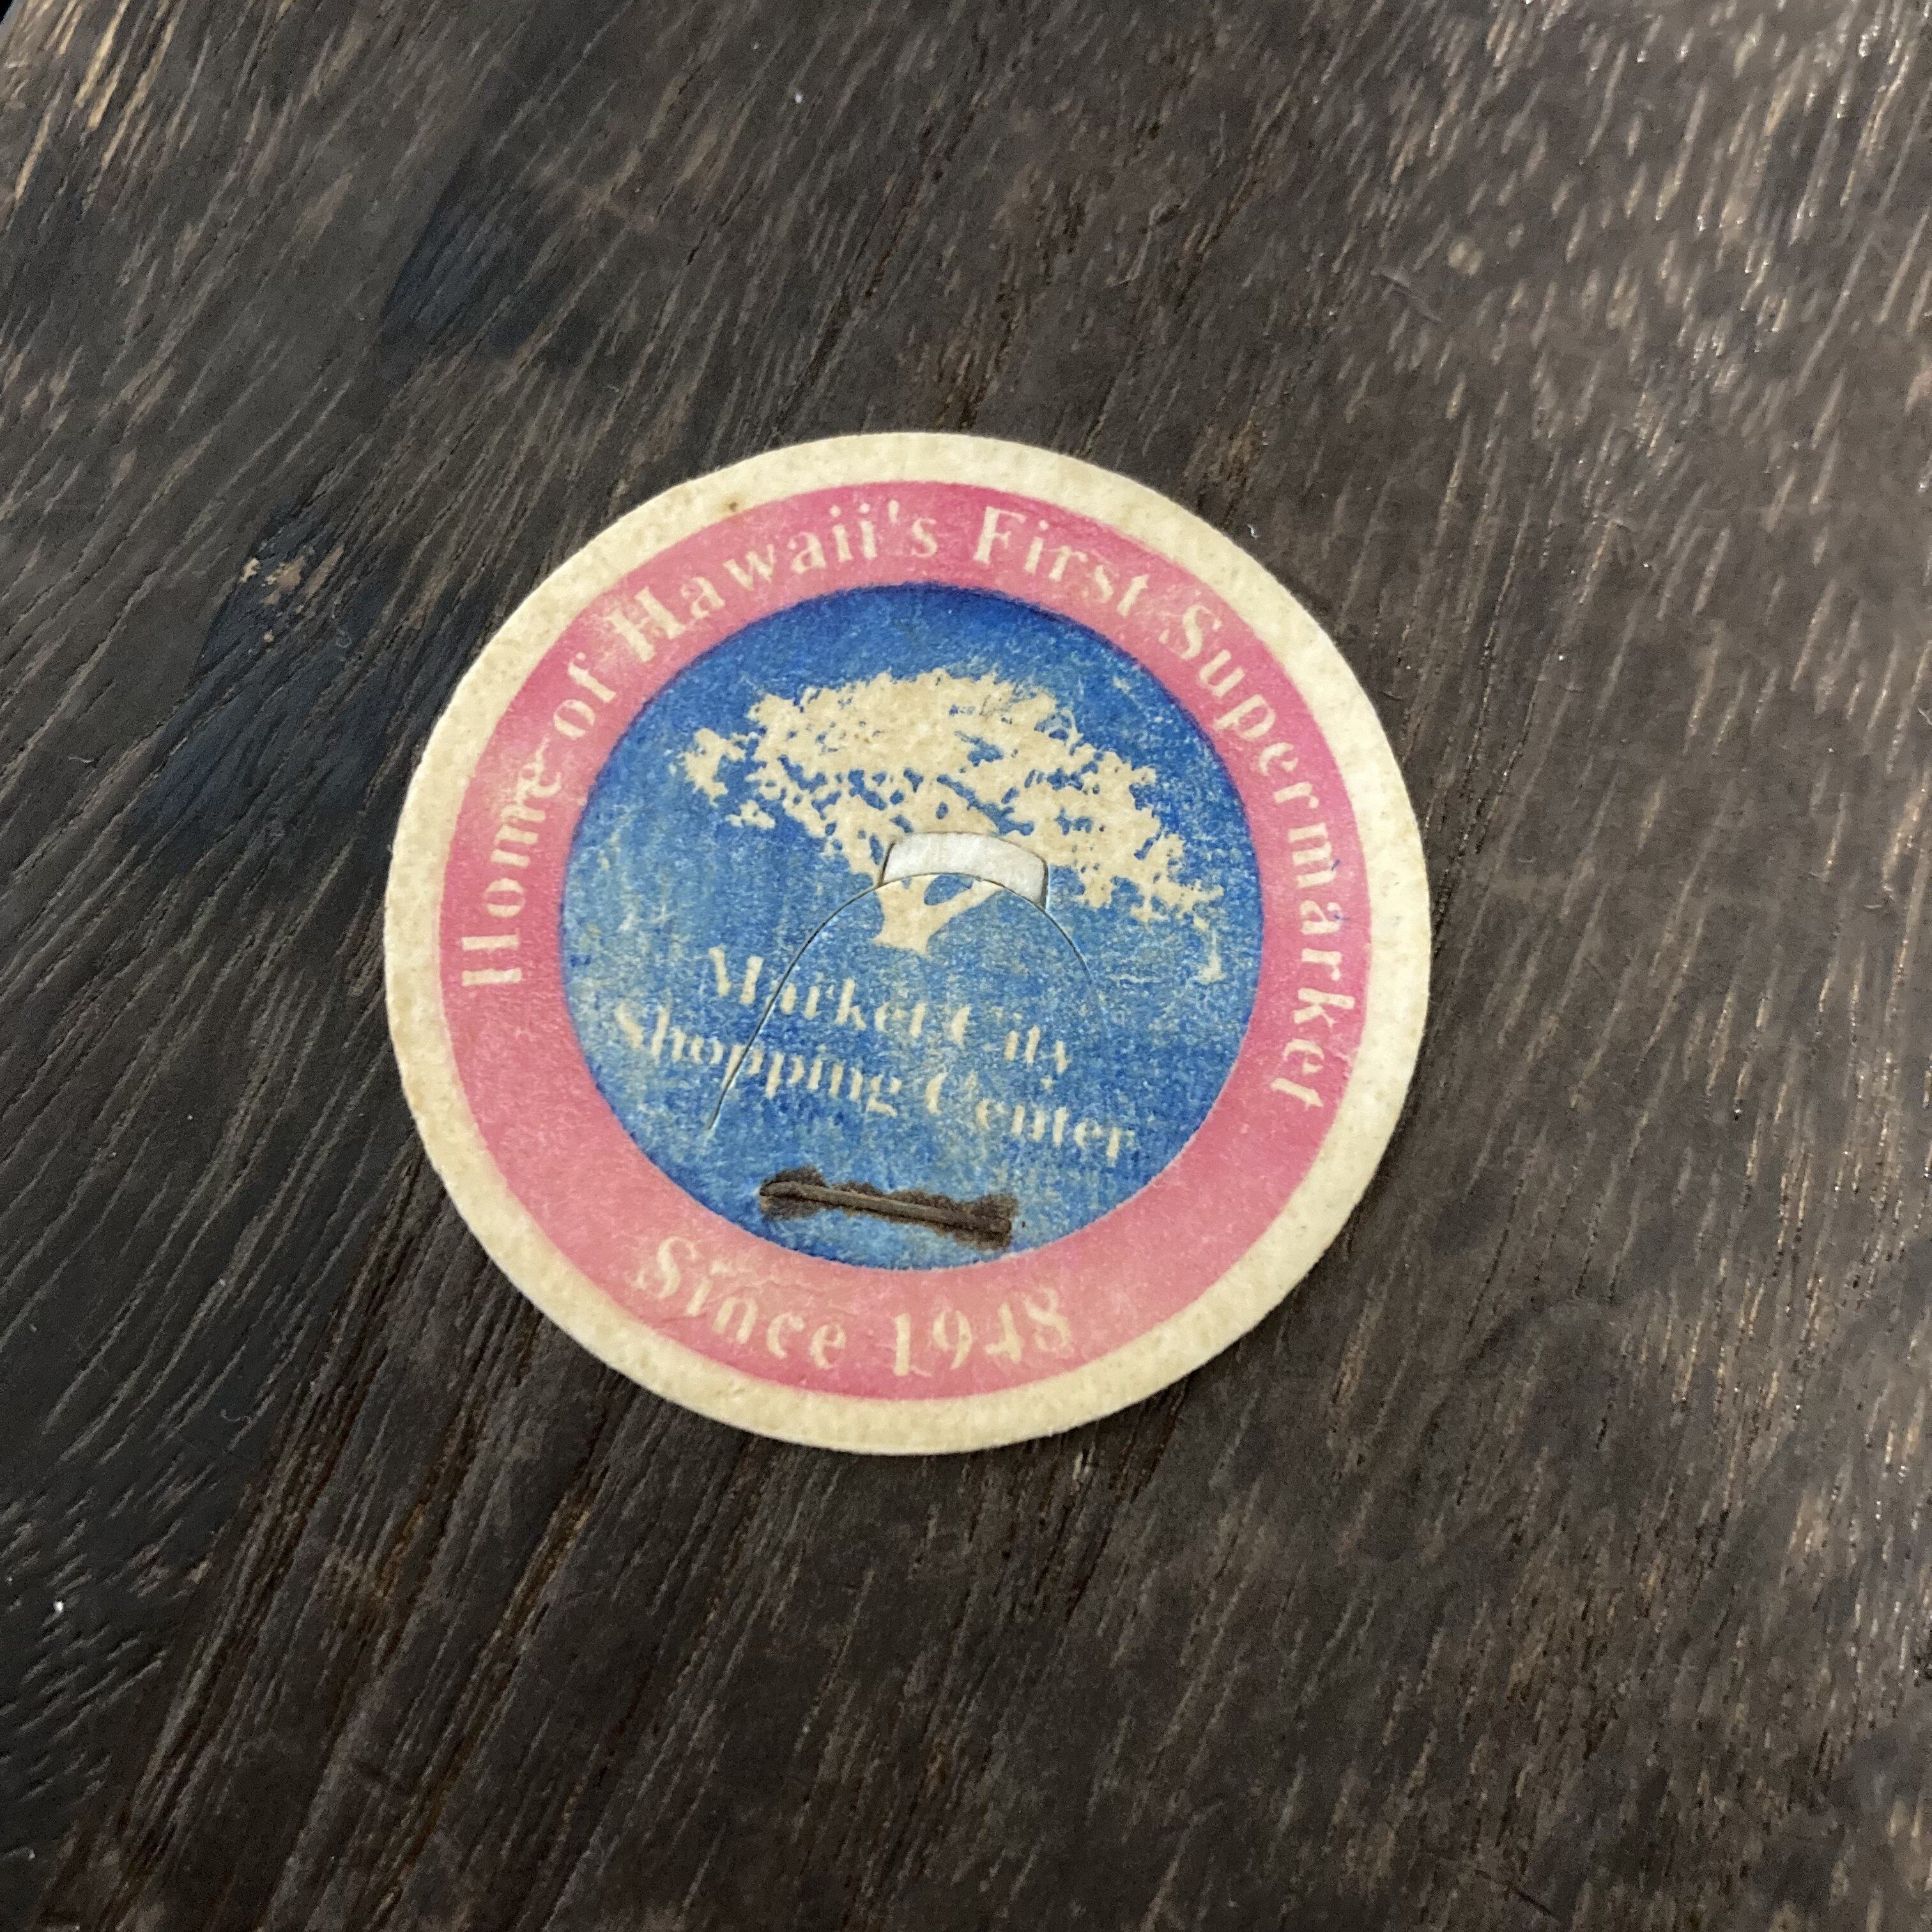 Home of Hawaii's First Supermarket
Market City
Shopping Center
Since 1948